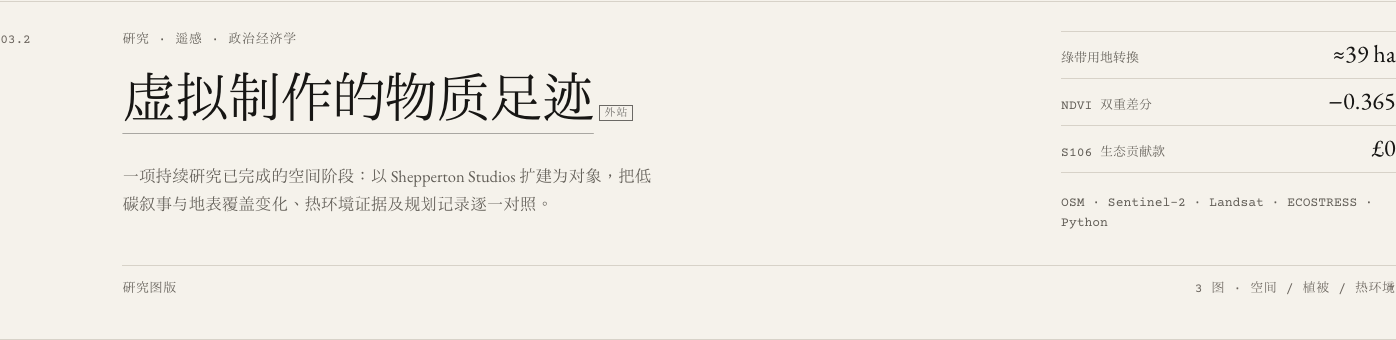 03.2
研究 · 遥感 · 政治经济学
虚拟制作的物质足迹 外站
一项持续研究已完成的空间阶段：以 Shepperton Studios 扩建为对象，把低
碳叙事与地表覆盖变化、热环境证据及规划记录逐一对照。
绿带用地转换 ≈39 ha
NDVI 双重差分 −0.365
S106 生态贡献款 £0
OSM · Sentinel-2 · Landsat · ECOSTRESS ·
Python
研究图版
3 图 · 空间 / 植被 / 热环境